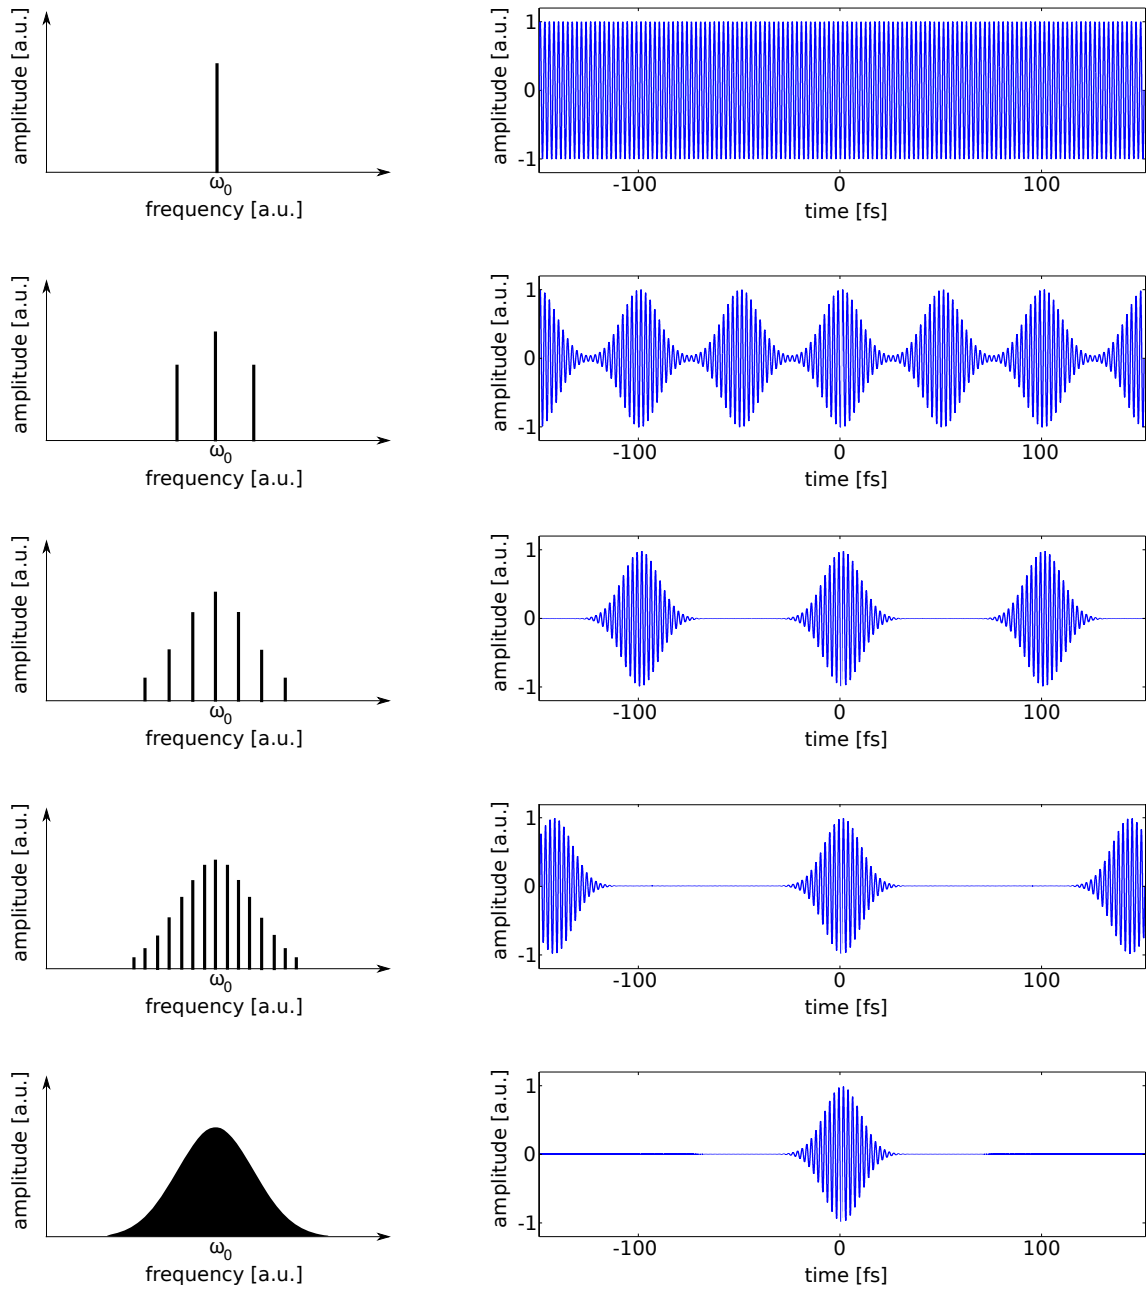 amplitude [a.u.]
ω0
frequency [a.u.]
amplitude [a.u.]
1
0
-1
-100 0 100
time [fs]
amplitude [a.u.]
ω0
frequency [a.u.]
amplitude [a.u.]
1
0
-1
-100 0 100
time [fs]
amplitude [a.u.]
ω0
frequency [a.u.]
amplitude [a.u.]
1
0
-1
-100 0 100
time [fs]
amplitude [a.u.]
ω0
frequency [a.u.]
amplitude [a.u.]
1
0
-1
-100 0 100
time [fs]
amplitude [a.u.]
ω0
frequency [a.u.]
amplitude [a.u.]
1
0
-1
-100 0 100
time [fs]